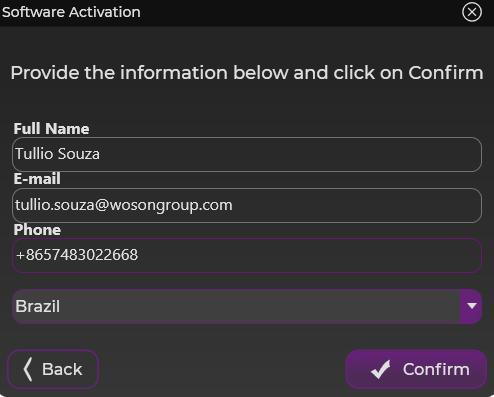 Software Activation
Provide the information below and click on Confirm
Full Name
Tullio Souza
E-mail
tullio.souza@wosongroup.com
Phone
+8657483022668
Brazil
Back
Confirm